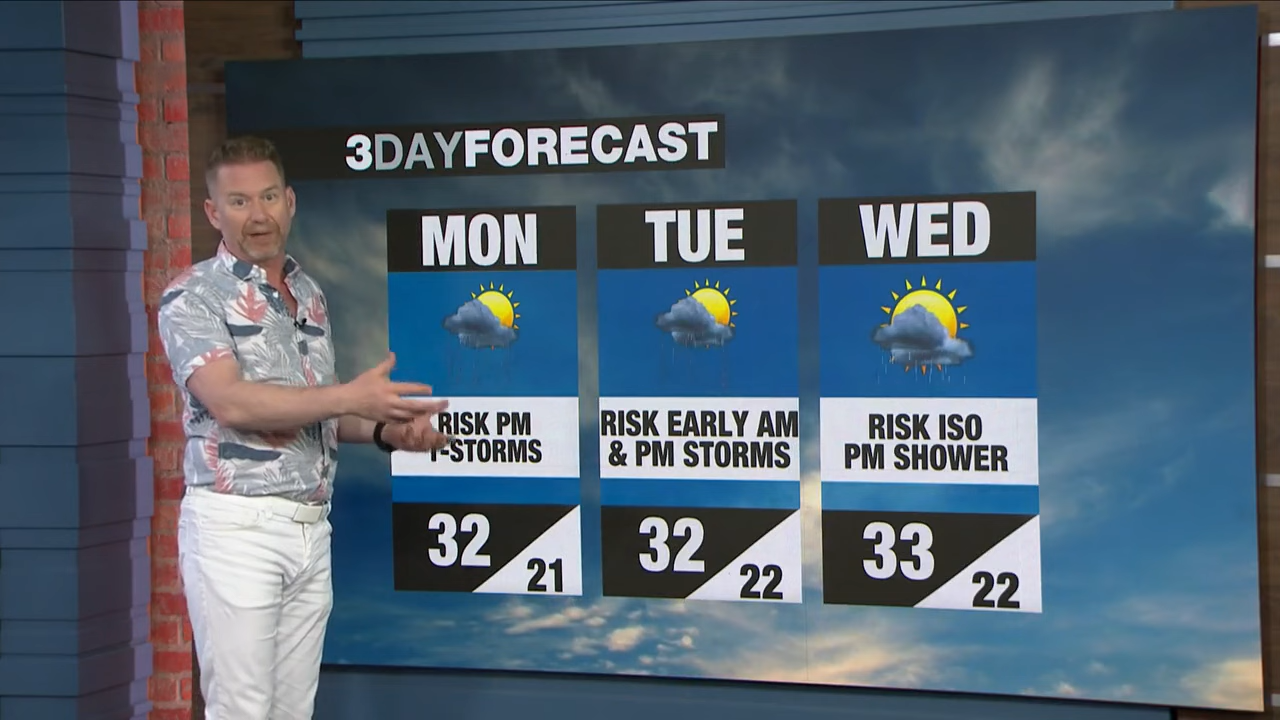 3DAYFORECAST
MON
TUE
WED
RISK PM
T-STORMS
RISK EARLY AM
& PM STORMS
RISK ISO
PM SHOWER
32
21
32
22
33
22